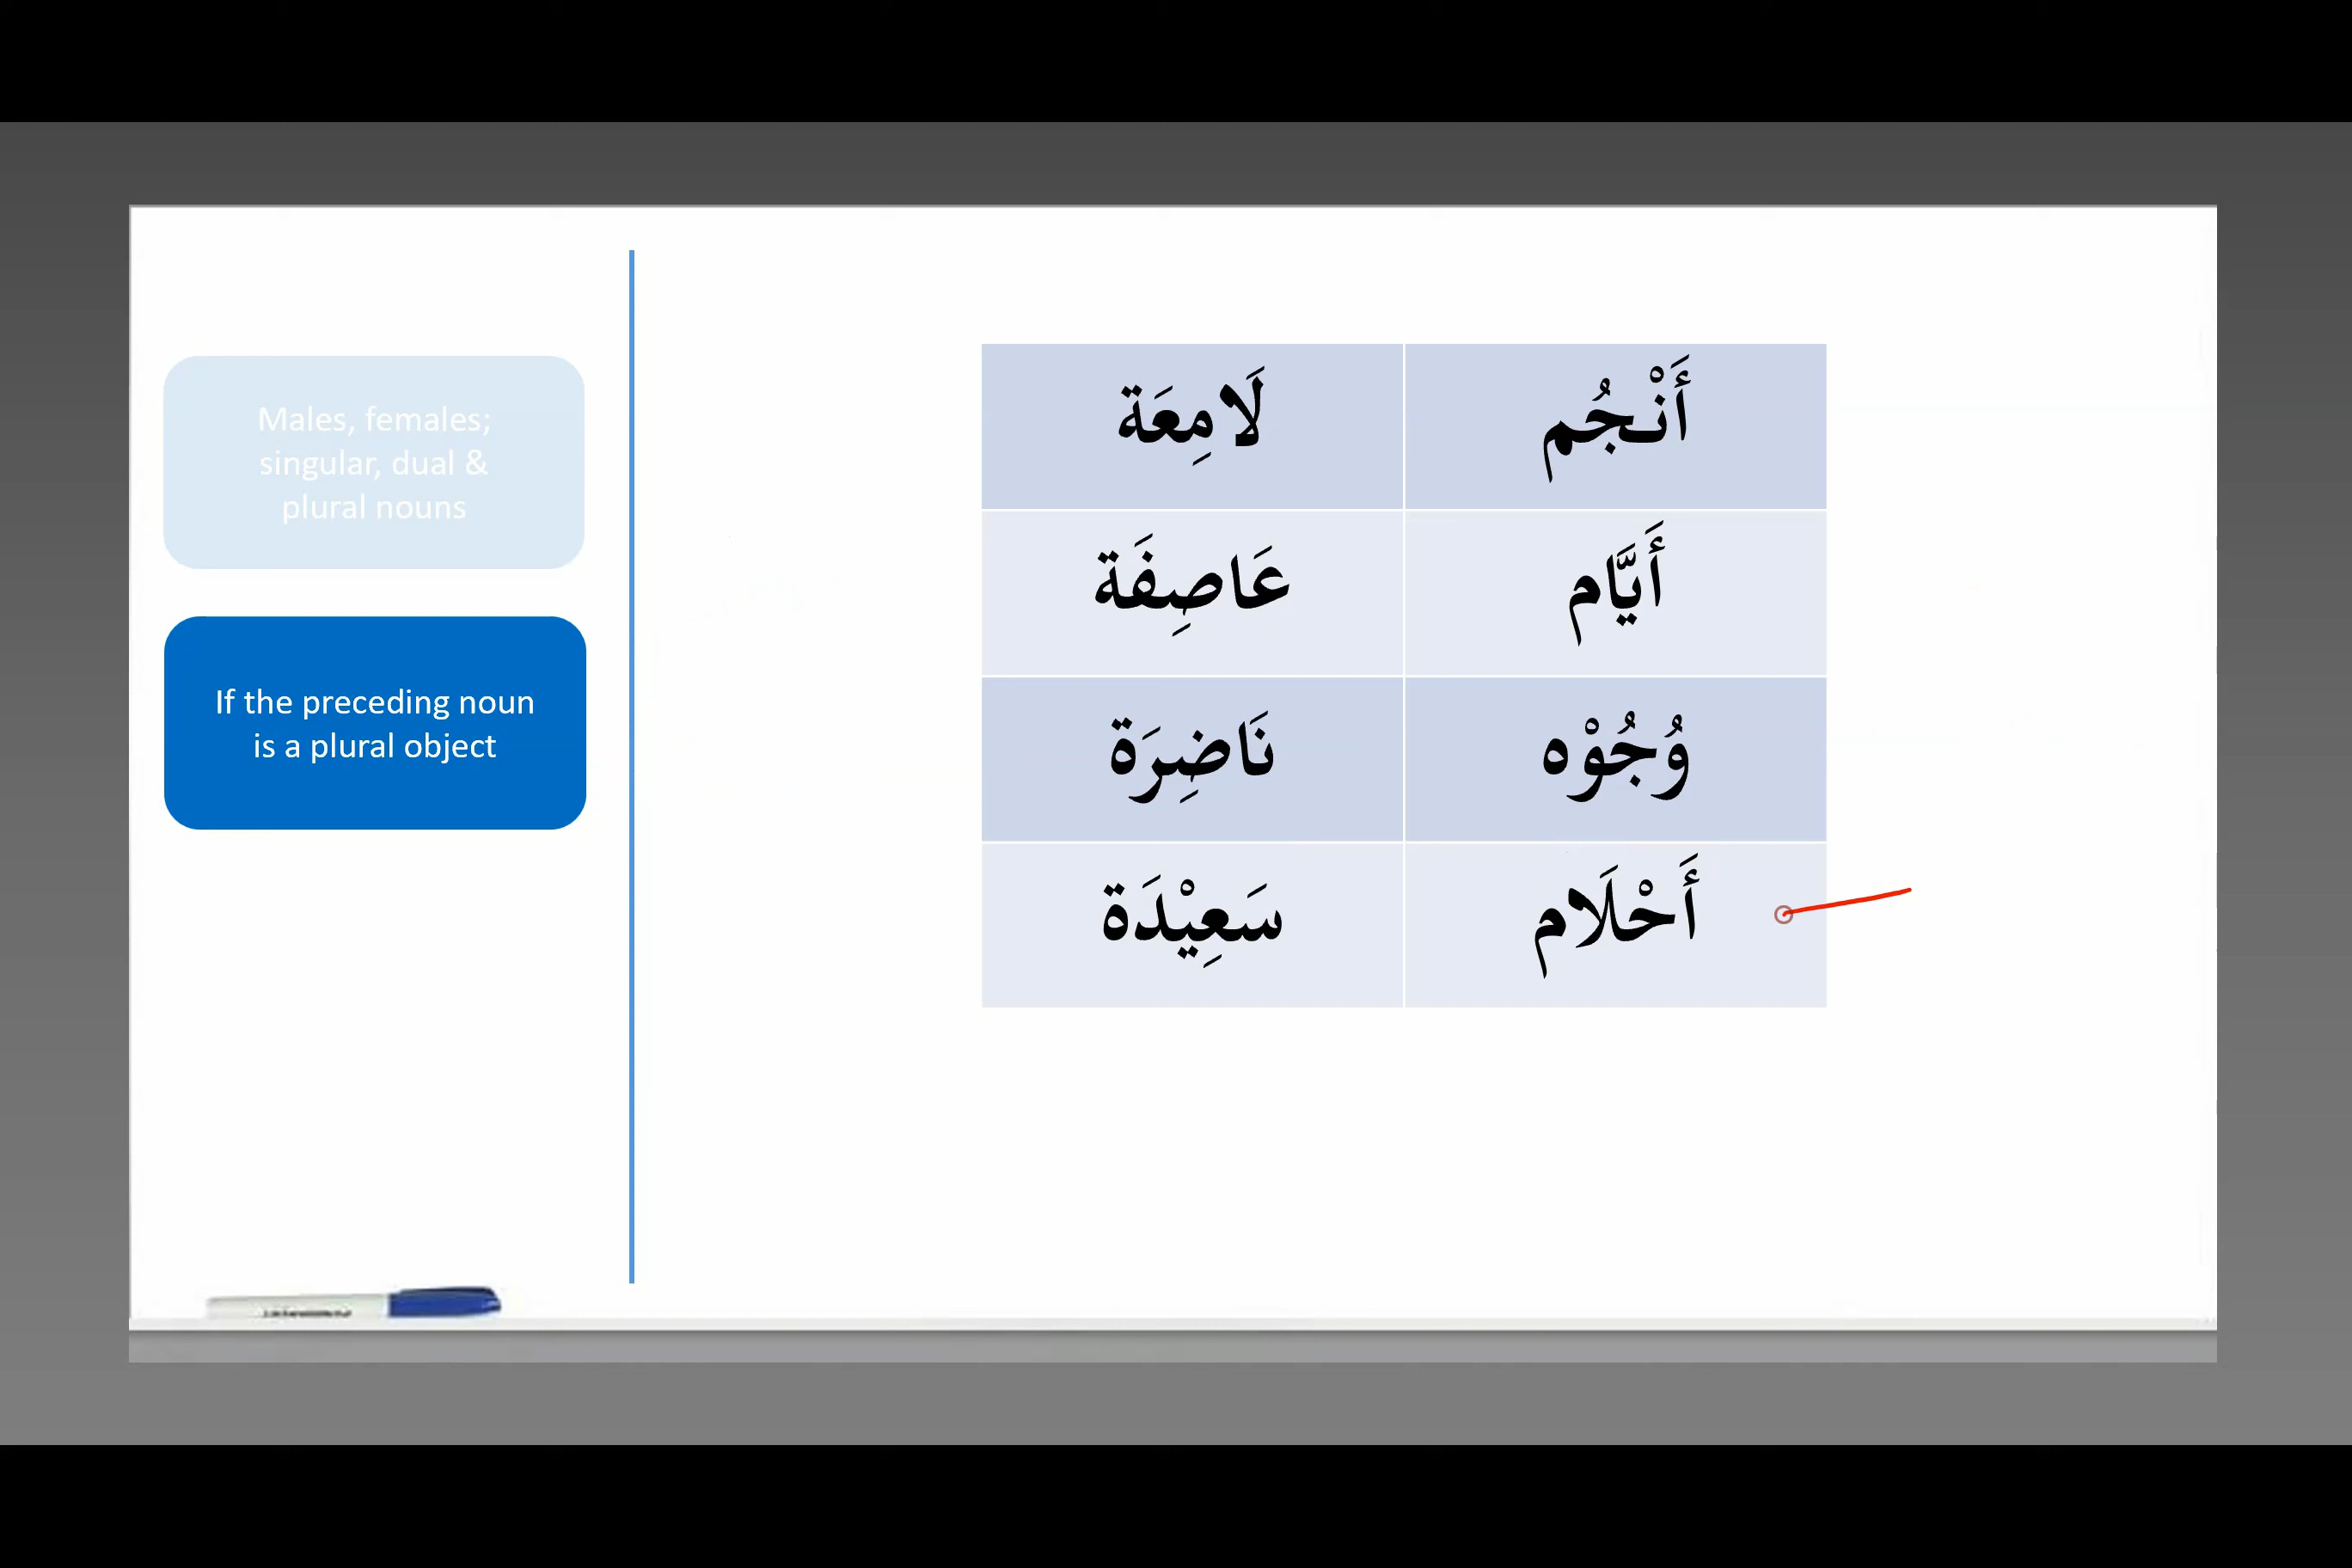 Males, females;
singular, dual &
plural nouns
If the preceding noun
is a plural object
أَنْجُم لَامِعَة
أَيَّام عَاصِفَة
وُجُوْه نَاضِرَة
أَحْلَام سَعِيْدَة